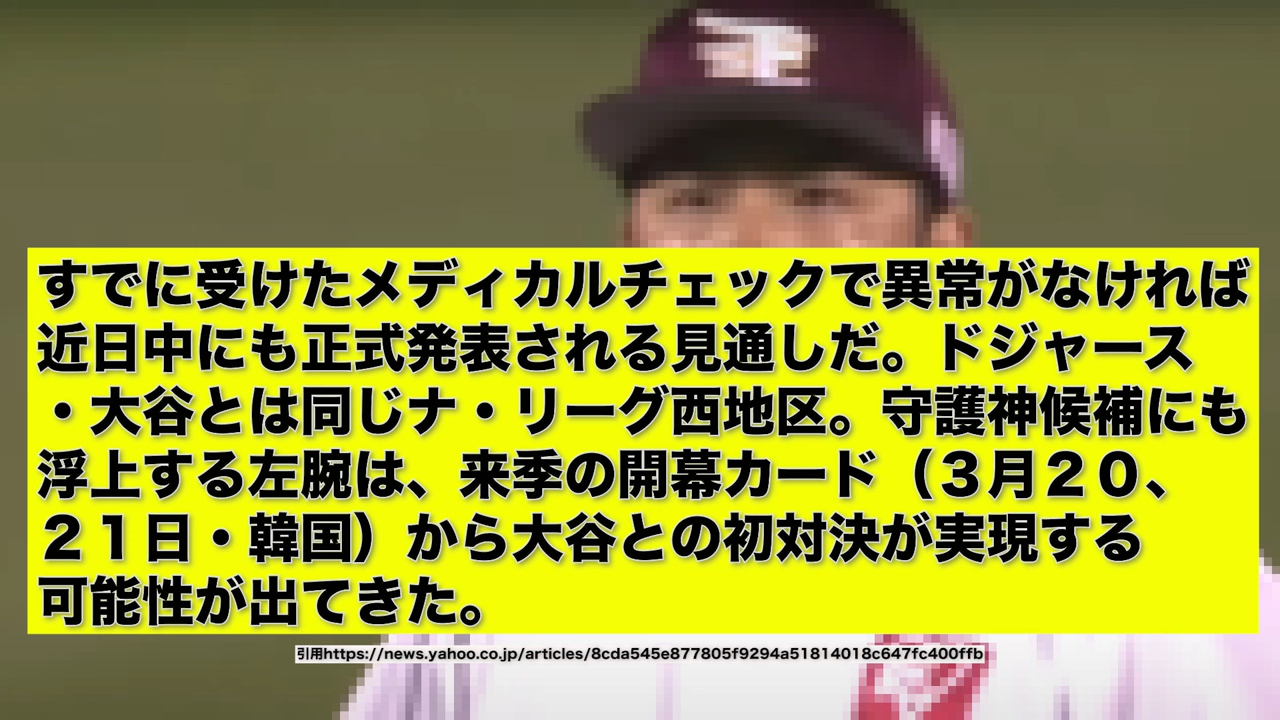 すでに受けたメディカルチェックで異常がなければ
近日中にも正式発表される見通しだ。ドジャース
・大谷とは同じナ・リーグ西地区。守護神候補にも
浮上する左腕は、来季の開幕カード（３月２０、
２１日・韓国）から大谷との初対決が実現する
可能性が出てきた。
引用https://news.yahoo.co.jp/articles/8cda545e877805f9294a51814018c647fc400ffb